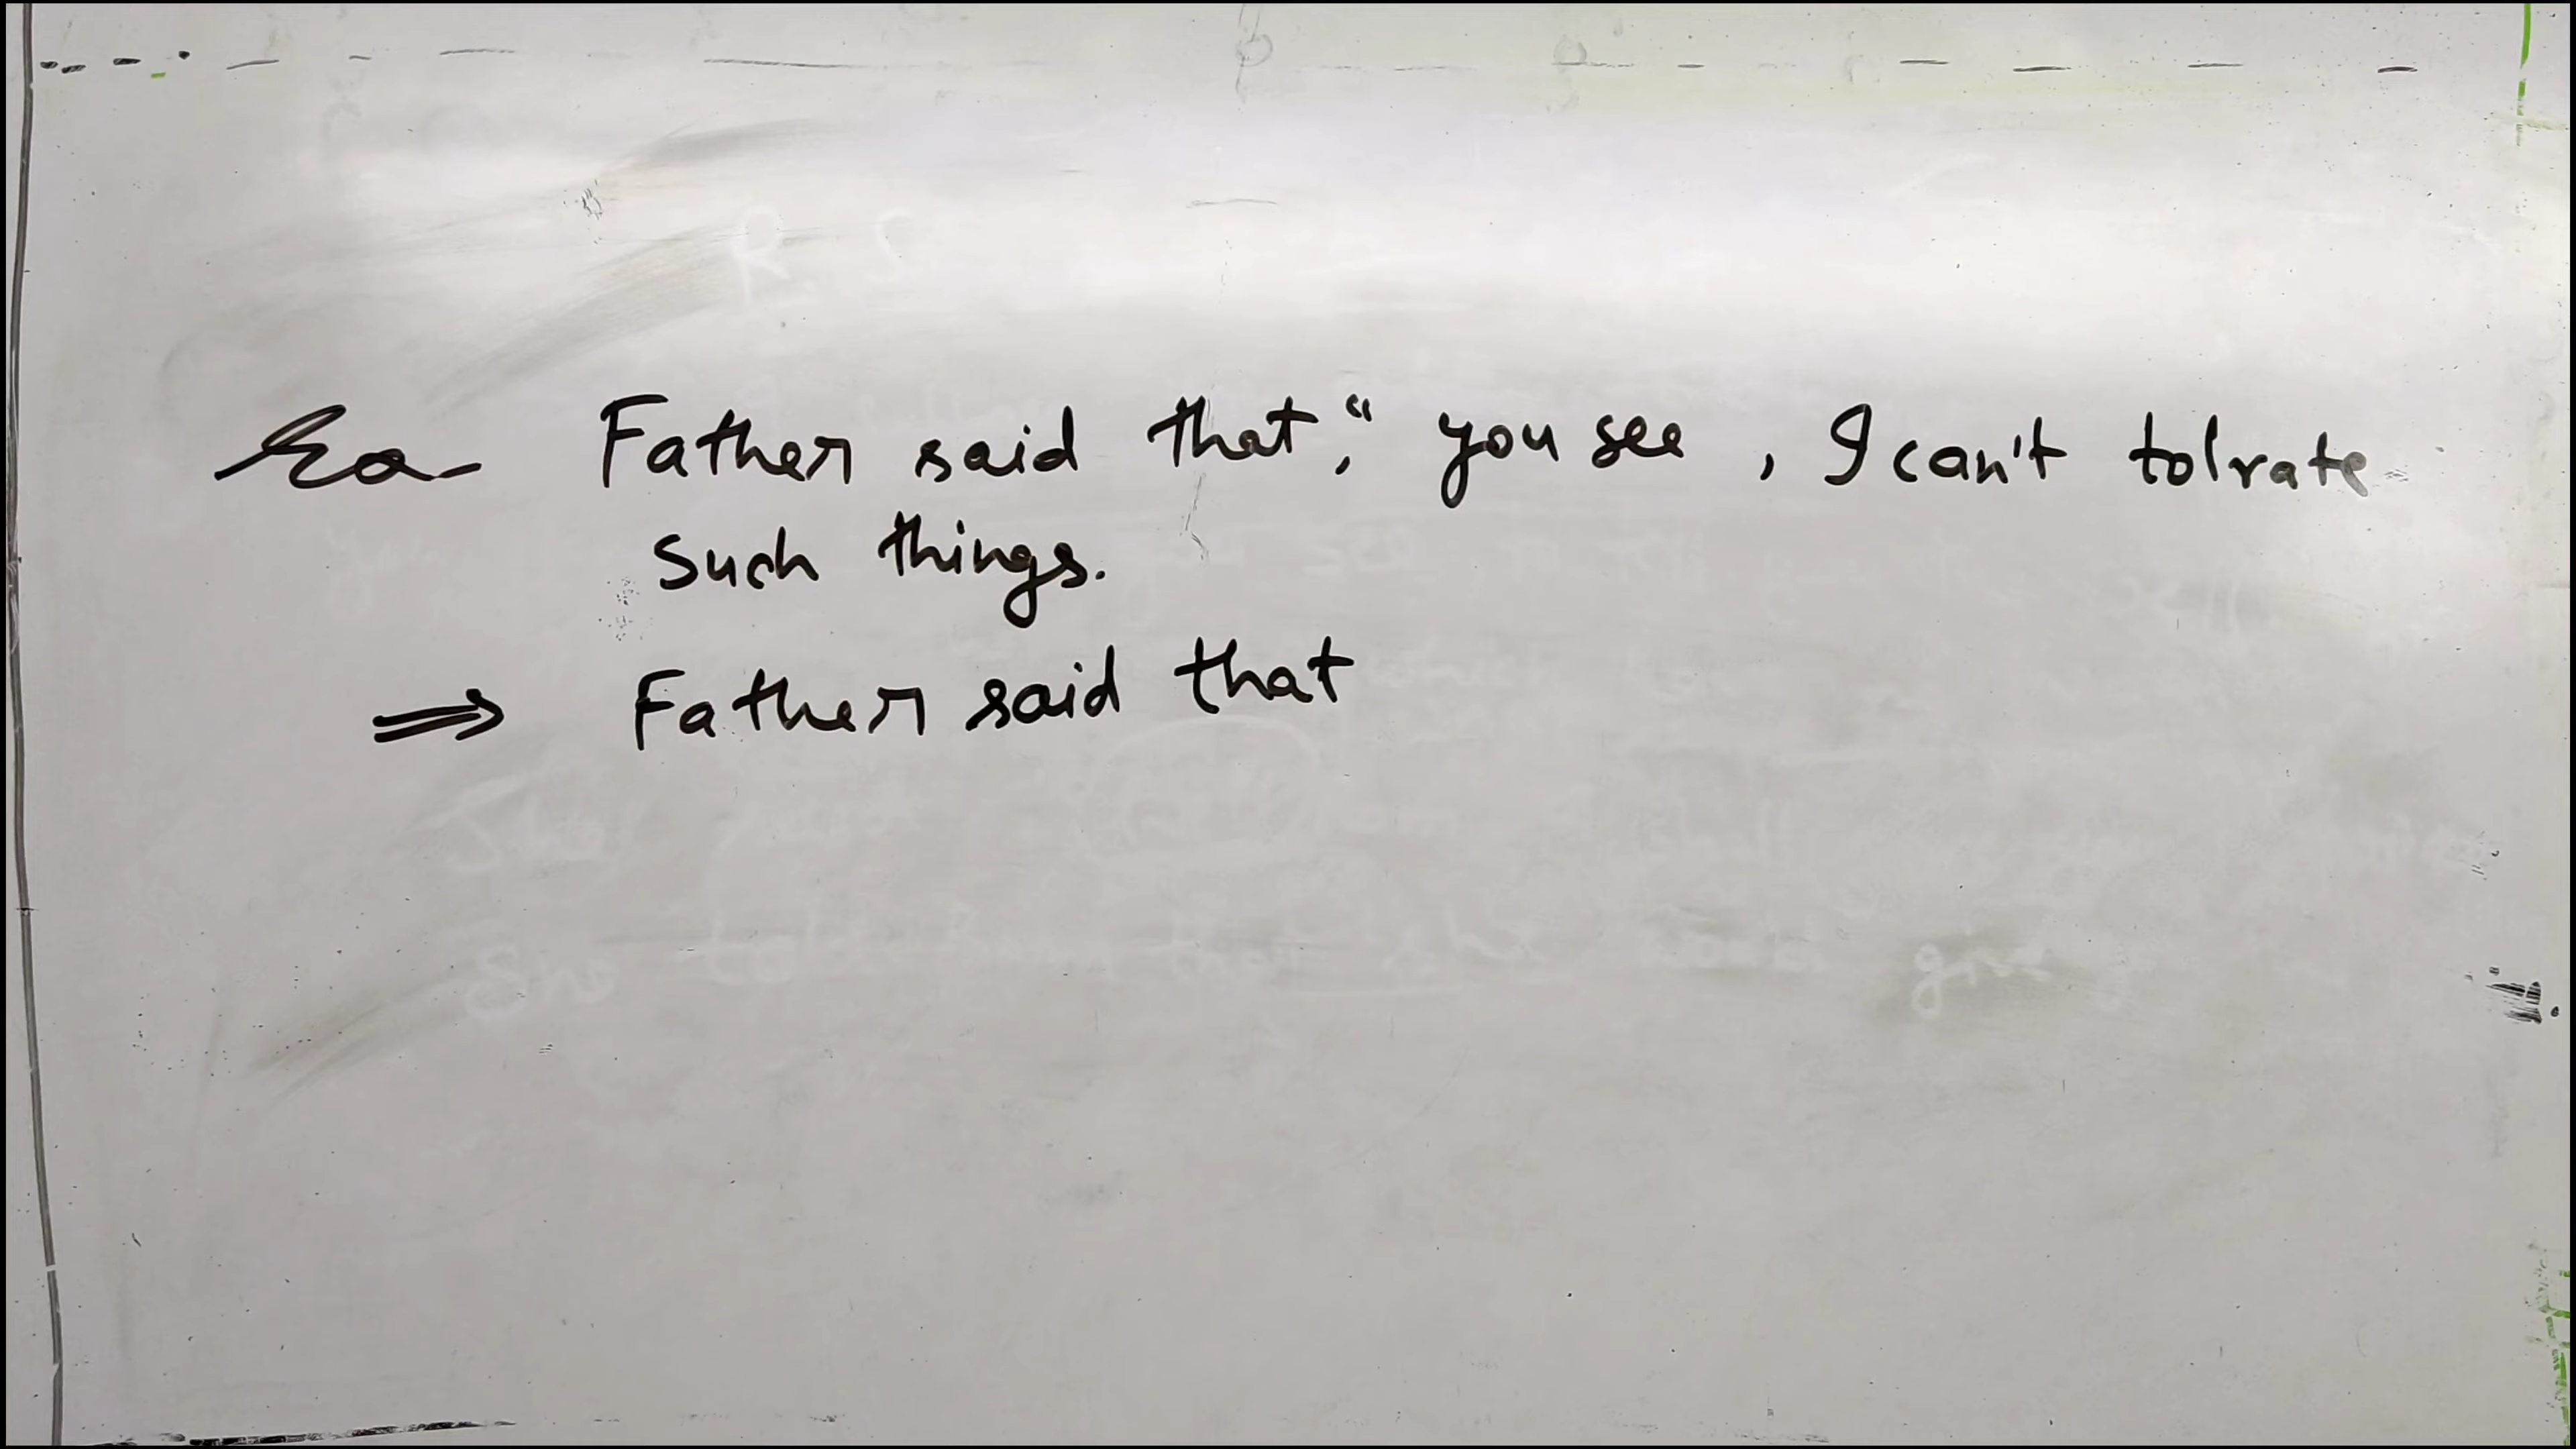 Ex- Father said that, " you see , I can't tolrate
such things.
⇒ Father said that